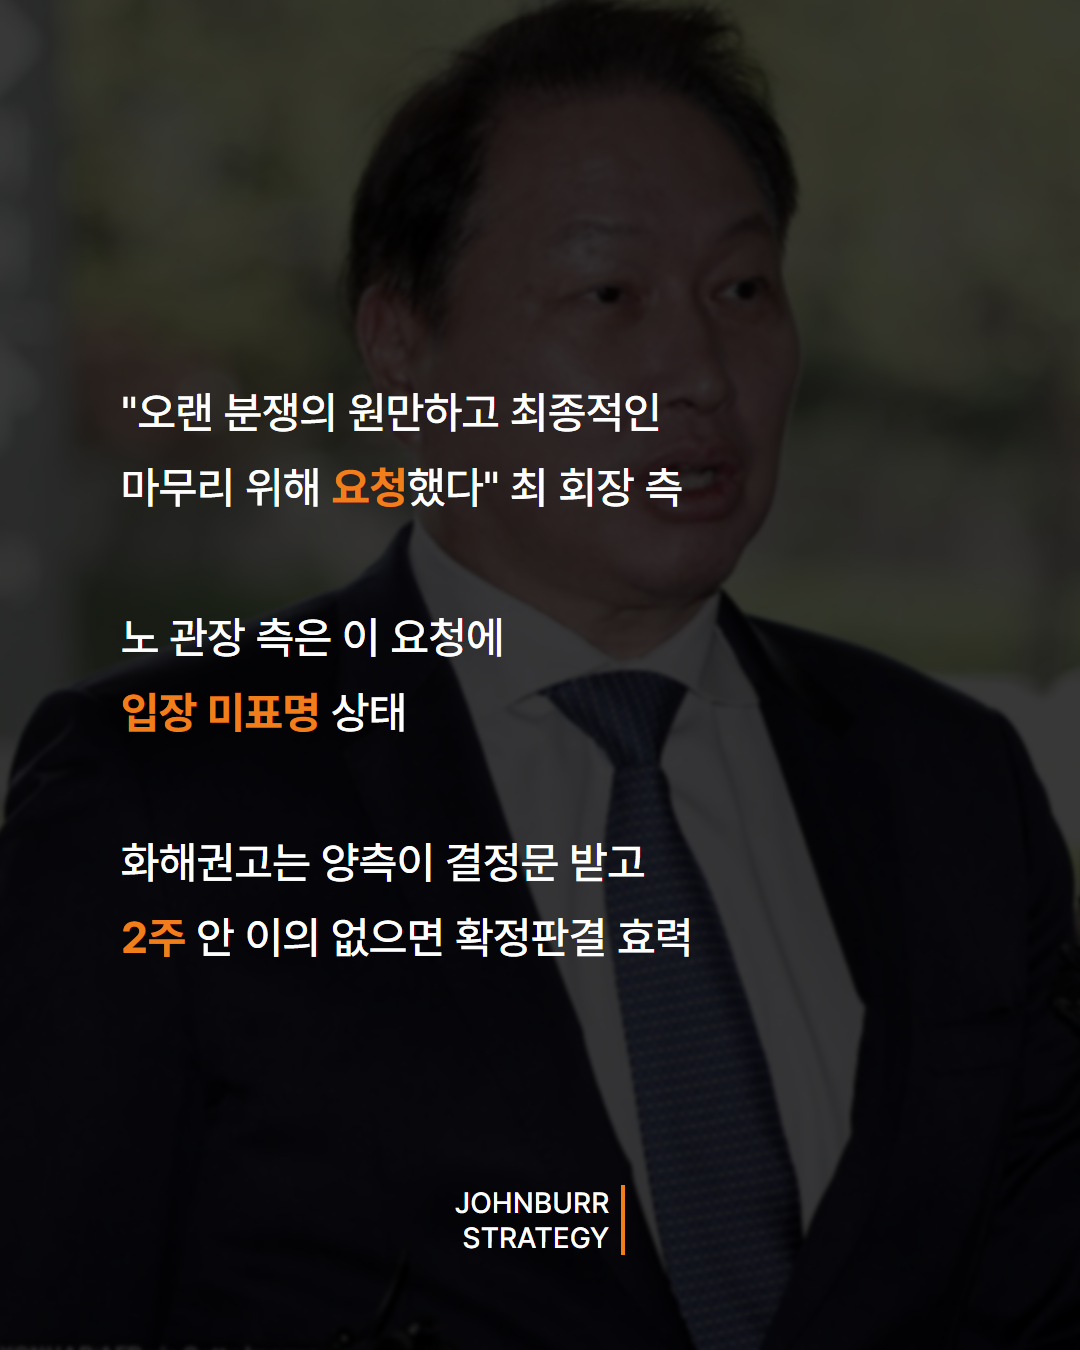 "오랜 분쟁의 원만하고 최종적인
마무리 위해 요청했다" 최 회장 측
노 관장 측은 이 요청에
입장 미표명 상태
화해권고는 양측이 결정문 받고
2주 안 이의 없으면 확정판결 효력
JOHNBURR
STRATEGY